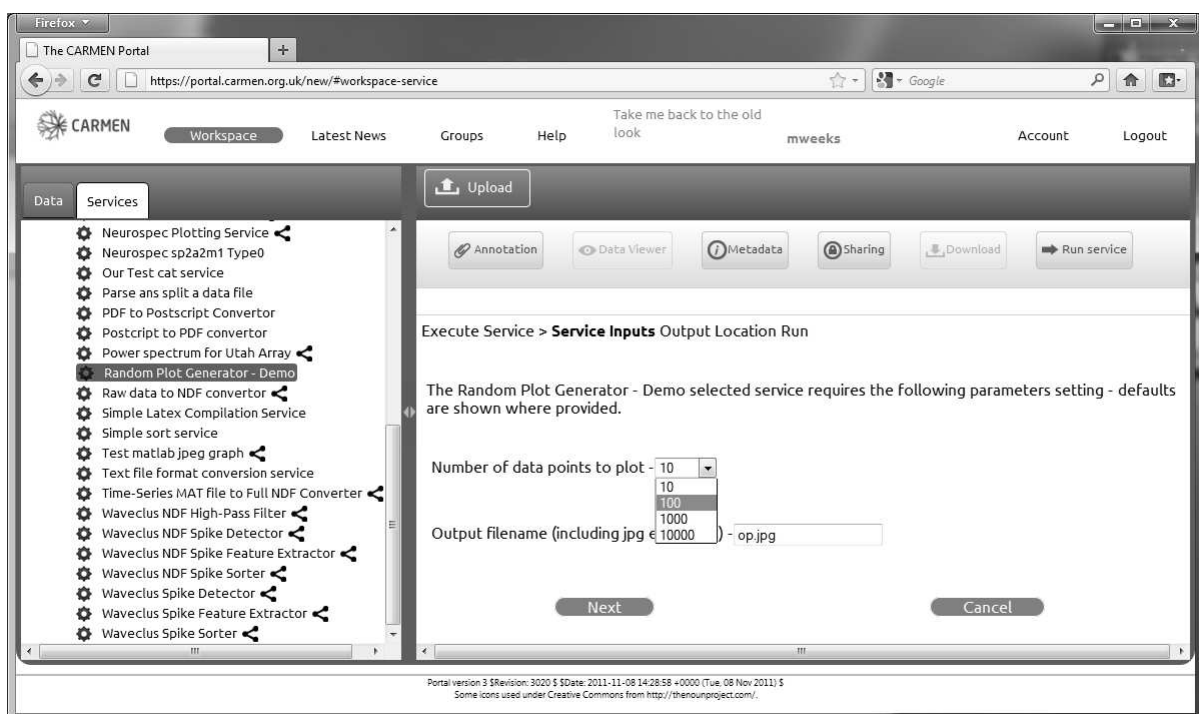 Firefox
The CARMEN Portal
https://portal.carmen.org.uk/new/#workspace-service
Google
CARMEN
Workspace
Latest News
Groups
Help
Take me back to the old
look
mweeks
Account
Logout
Data
Services
Upload
Neurospec Plotting Service
Neurospec sp2a2m1 Type0
Our Test cat service
Parse ans split a data file
PDF to Postscript Convertor
Postcript to PDF convertor
Power spectrum for Utah Array
Random Plot Generator - Demo
Raw data to NDF convertor
Simple Latex Compilation Service
Simple sort service
Test matlab jpeg graph
Text file format conversion service
Time-Series MAT file to Full NDF Converter
Waveclus NDF High-Pass Filter
Waveclus NDF Spike Detector
Waveclus NDF Spike Feature Extractor
Waveclus NDF Spike Sorter
Waveclus Spike Detector
Waveclus Spike Feature Extractor
Waveclus Spike Sorter
Annotation
Data Viewer
Metadata
Sharing
Download
Run service
Execute Service > Service Inputs Output Location Run
The Random Plot Generator - Demo selected service requires the following parameters setting - defaults
are shown where provided.
Number of data points to plot - 10
10
100
1000
10000
Output filename (including jpg e ) - op.jpg
Next
Cancel
Portal version 3 $Revision: 3020 $ $Date: 2011-11-08 14:28:58 +0000 (Tue, 08 Nov 2011) $
Some icons used under Creative Commons from http://thenounproject.com/.